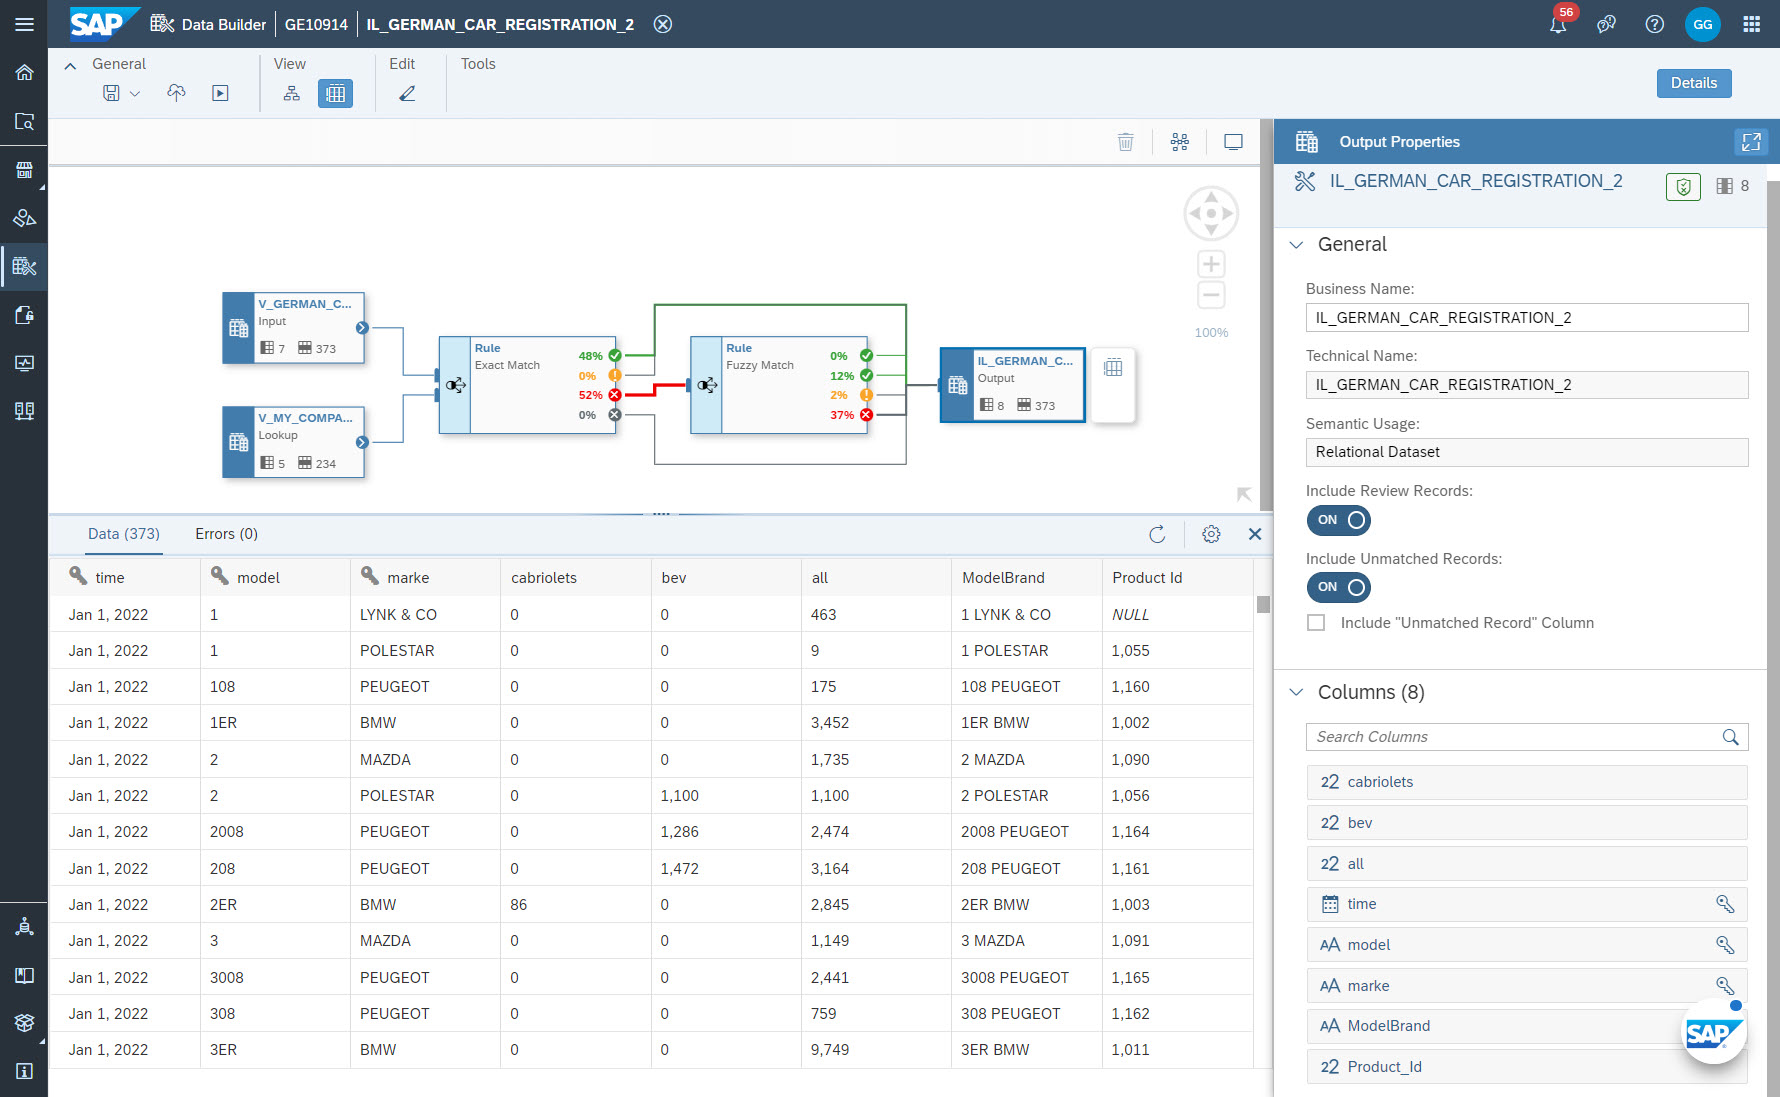 SAP Data Builder GE10914 IL_GERMAN_CAR_REGISTRATION_2 56 GG
General View Edit Tools
Details
Output Properties
IL_GERMAN_CAR_REGISTRATION_2 8
General
Business Name:
IL_GERMAN_CAR_REGISTRATION_2
Technical Name:
IL_GERMAN_CAR_REGISTRATION_2
Semantic Usage:
Relational Dataset
Include Review Records:
ON
Include Unmatched Records:
ON
Include "Unmatched Record" Column
Columns (8)
Search Columns
22 cabriolets
22 bev
22 all
time
AA model
AA marke
AA ModelBrand
22 Product_Id
SAP
100%
V_GERMAN_C...
Input
7 373
V_MY_COMPA...
Lookup
5 234
Rule
Exact Match
48%
0%
52%
0%
Rule
Fuzzy Match
0%
12%
2%
37%
IL_GERMAN_C...
Output
8 373
Data (373) Errors (0)
time model marke cabriolets bev all ModelBrand Product Id
Jan 1, 2022 1 LYNK & CO 0 0 463 1 LYNK & CO NULL
Jan 1, 2022 1 POLESTAR 0 0 9 1 POLESTAR 1,055
Jan 1, 2022 108 PEUGEOT 0 0 175 108 PEUGEOT 1,160
Jan 1, 2022 1ER BMW 0 0 3,452 1ER BMW 1,002
Jan 1, 2022 2 MAZDA 0 0 1,735 2 MAZDA 1,090
Jan 1, 2022 2 POLESTAR 0 1,100 1,100 2 POLESTAR 1,056
Jan 1, 2022 2008 PEUGEOT 0 1,286 2,474 2008 PEUGEOT 1,164
Jan 1, 2022 208 PEUGEOT 0 1,472 3,164 208 PEUGEOT 1,161
Jan 1, 2022 2ER BMW 86 0 2,845 2ER BMW 1,003
Jan 1, 2022 3 MAZDA 0 0 1,149 3 MAZDA 1,091
Jan 1, 2022 3008 PEUGEOT 0 0 2,441 3008 PEUGEOT 1,165
Jan 1, 2022 308 PEUGEOT 0 0 759 308 PEUGEOT 1,162
Jan 1, 2022 3ER BMW 0 0 9,749 3ER BMW 1,011